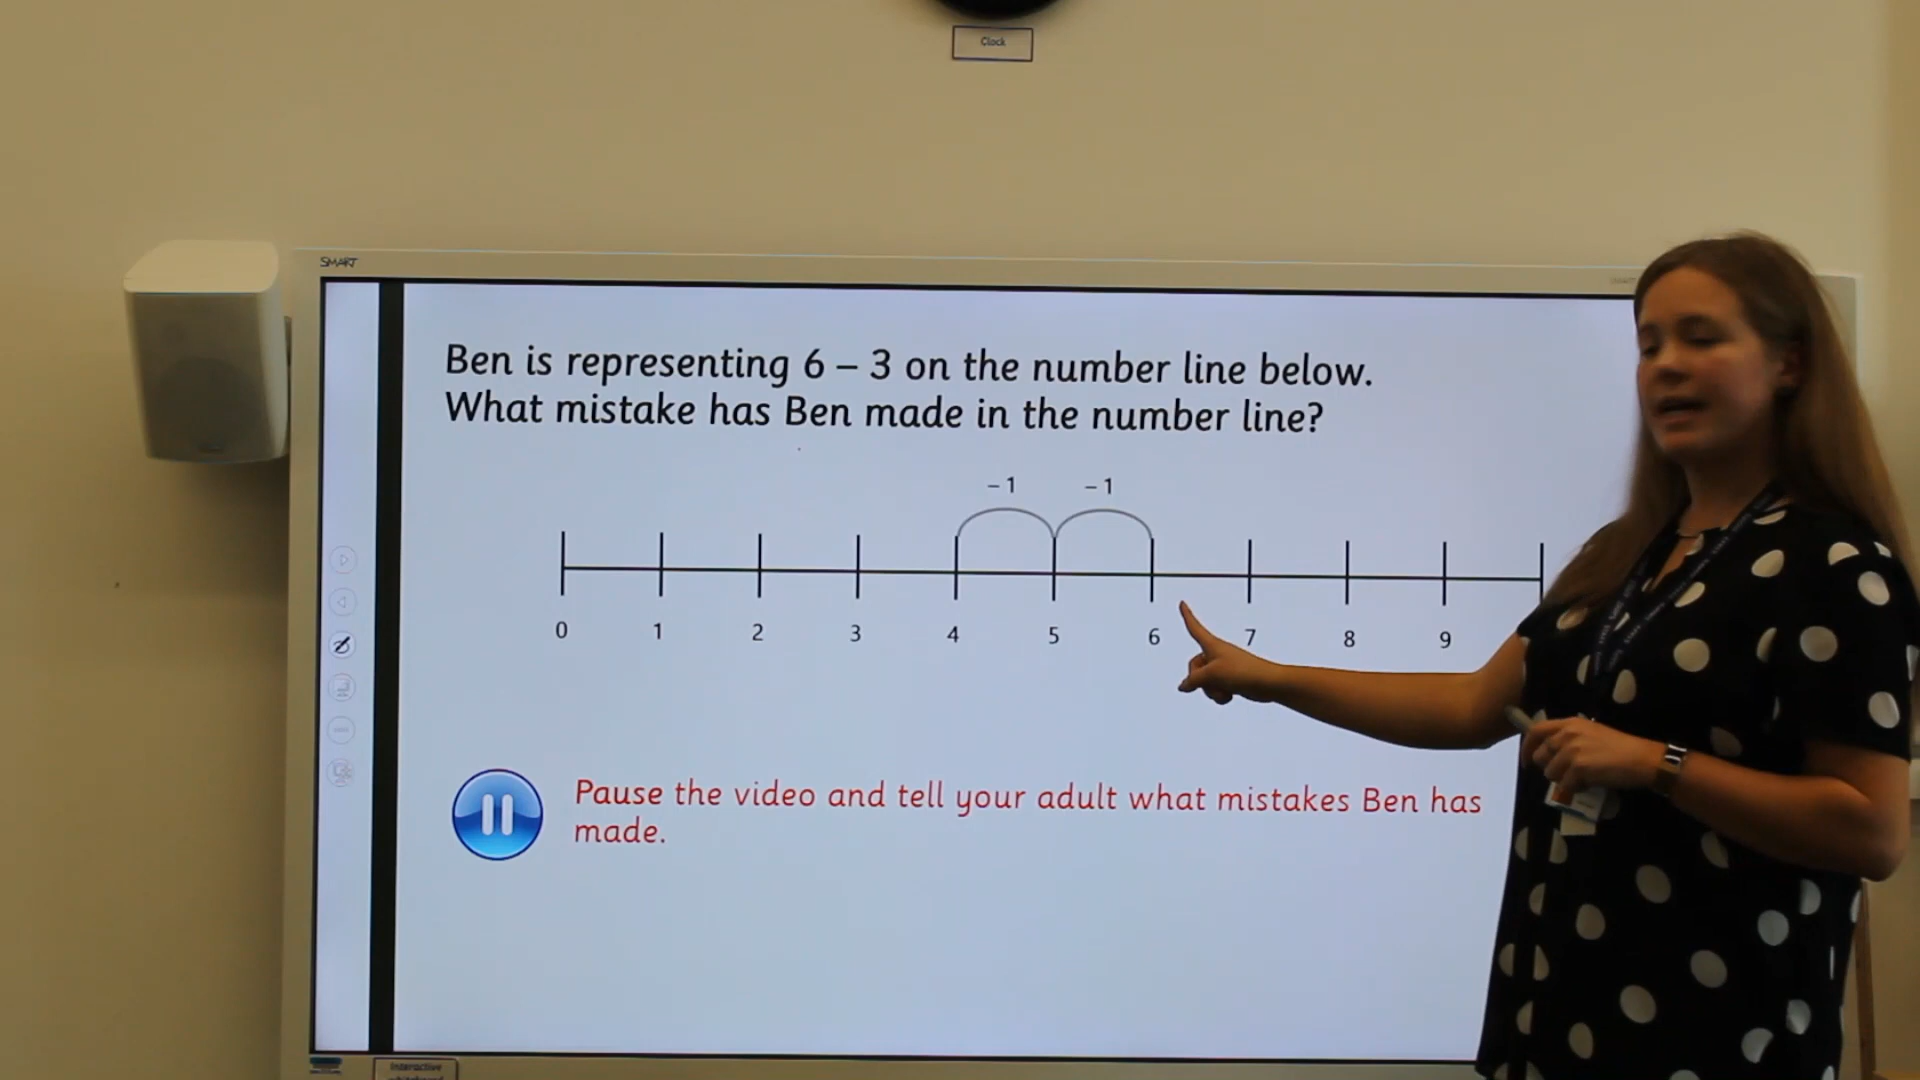 Clock
SMART
Ben is representing 6 – 3 on the number line below.
What mistake has Ben made in the number line?
– 1 – 1
0 1 2 3 4 5 6 7 8 9
Pause the video and tell your adult what mistakes Ben has
made.
Interactive